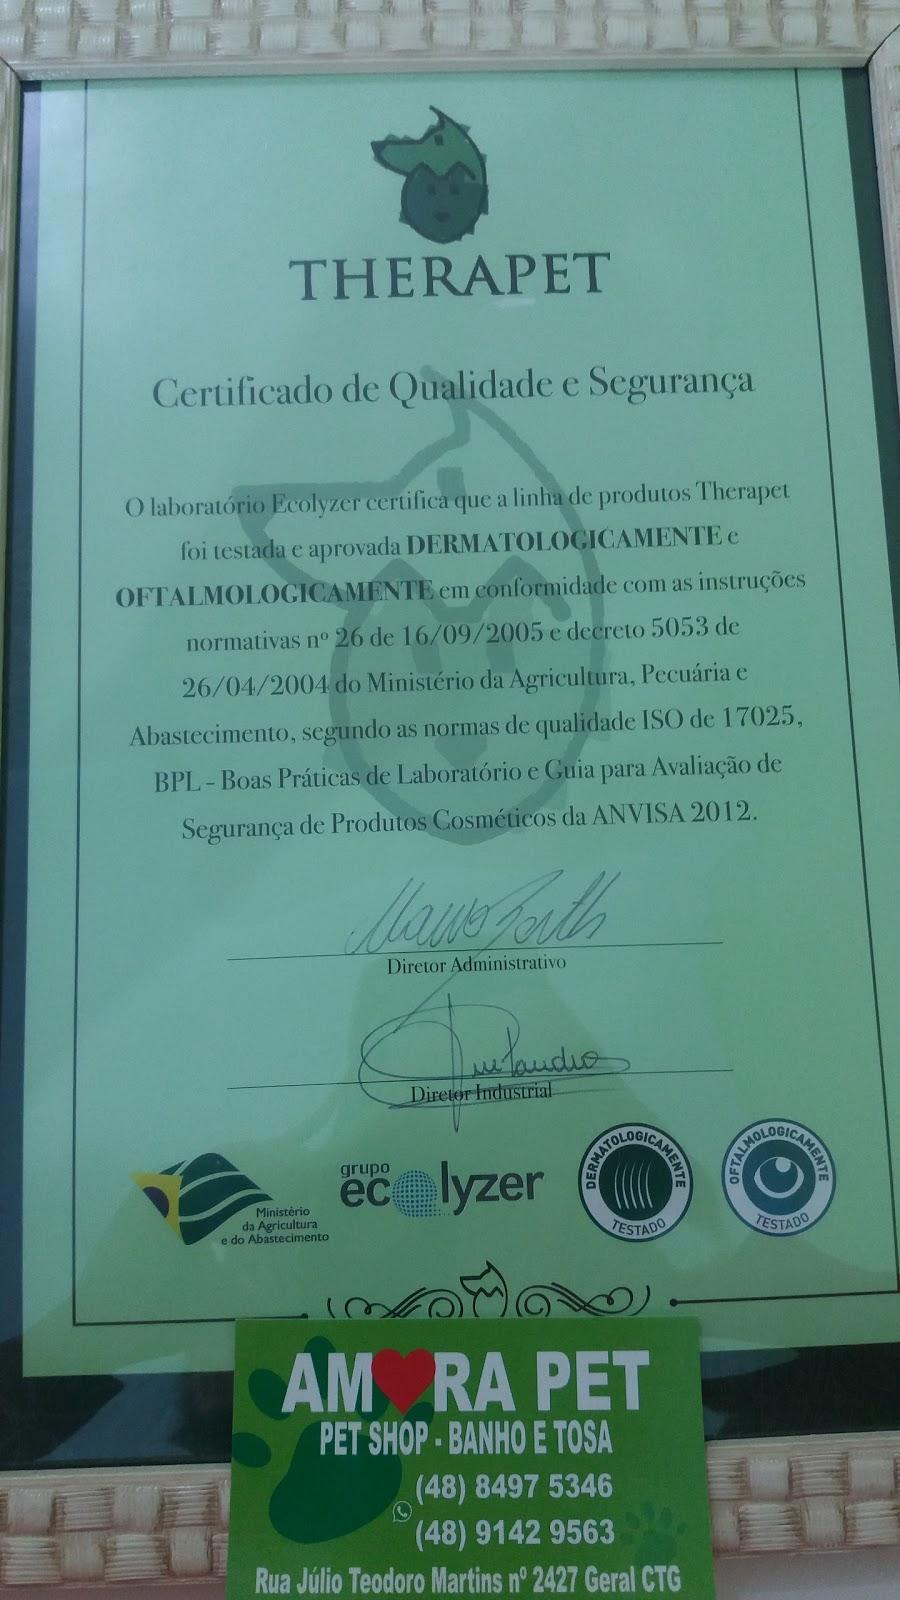 THERAPET
Certificado de Qualidade e Segurança
O laboratório Ecolyzer certifica que a linha de produtos Therapet
foi testada e aprovada DERMATOLOGICAMENTE e
OFTALMOLOGICAMENTE em conformidade com as instruções
normativas nº 26 de 16/09/2005 e decreto 5053 de
26/04/2004 do Ministério da Agricultura, Pecuária e
Abastecimento, segundo as normas de qualidade ISO de 17025,
BPL - Boas Práticas de Laboratório e Guia para Avaliação de
Segurança de Produtos Cosméticos da ANVISA 2012.
Diretor Administrativo
Diretor Industrial
Ministério
da Agricultura
e do Abastecimento
grupo
ecolyzer
DERMATOLOGICAMENTE
TESTADO
OFTALMOLOGICAMENTE
TESTADO
AMORA PET
PET SHOP - BANHO E TOSA
(48) 8497 5346
(48) 9142 9563
Rua Júlio Teodoro Martins nº 2427 Geral CTG